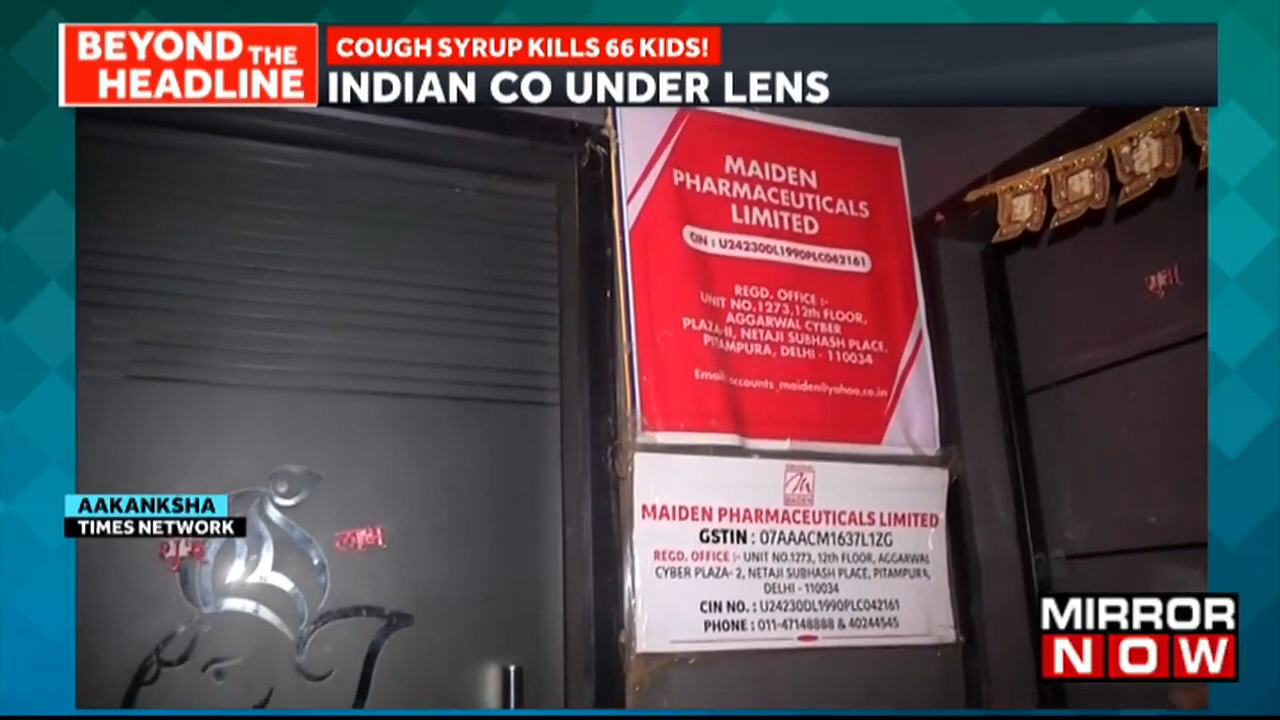 BEYOND THE
HEADLINE
COUGH SYRUP KILLS 66 KIDS!
INDIAN CO UNDER LENS
MAIDEN
PHARMACEUTICALS
LIMITED
CIN : U24230DL1990PLC042161
REGD. OFFICE :-
UNIT NO.1273,12th FLOOR,
AGGARWAL CYBER
PLAZA-II, NETAJI SUBHASH PLACE,
PITAMPURA, DELHI - 110034
Email: accounts_maiden@yahoo.co.in
MAIDEN
MAIDEN PHARMACEUTICALS LIMITED
GSTIN : 07AAACM1637L1ZG
REGD. OFFICE :- UNIT NO.1273, 12th FLOOR, AGGARWAL
CYBER PLAZA- 2, NETAJI SUBHASH PLACE, PITAMPURA,
DELHI - 110034
CIN NO. : U24230DL1990PLC042161
PHONE : 011-47148888 & 40244545
AAKANKSHA
TIMES NETWORK
MIRROR
NOW